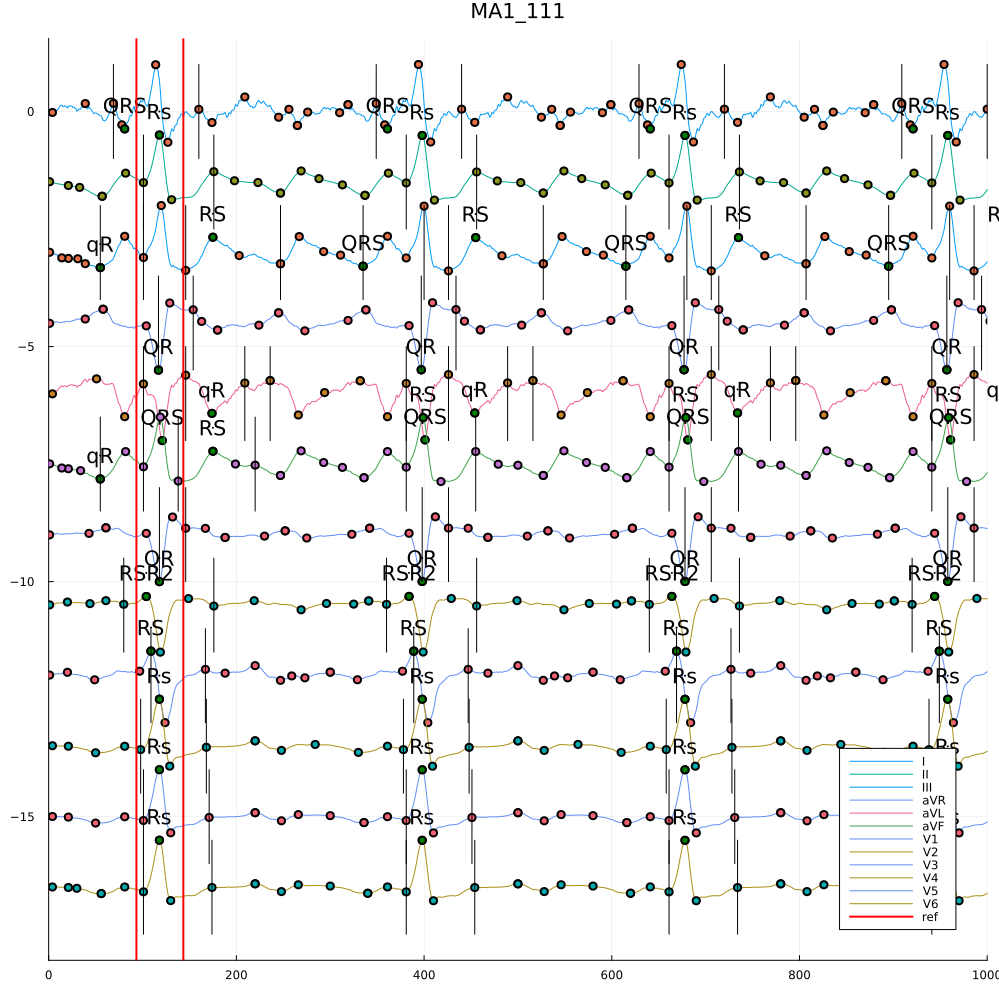 MA1_111
0
QRS Rs QRS Rs QRS Rs QRS Rs
RS RS RS R
qR QRS QRS QRS
−5
QR QR QR QR
qR RS qR RS qR RS q
QRS RS QRS QRS QRS
qR
QR QR QR QR
−10
RSR2 RSR2 RSR2 RSR2
RS RS RS RS
Rs Rs Rs Rs
Rs Rs Rs Rs
Rs Rs Rs
−15
I
II
III
aVR
aVL
aVF
V1
V2
V3
V4
V5
V6
ref
0 200 400 600 800 1000